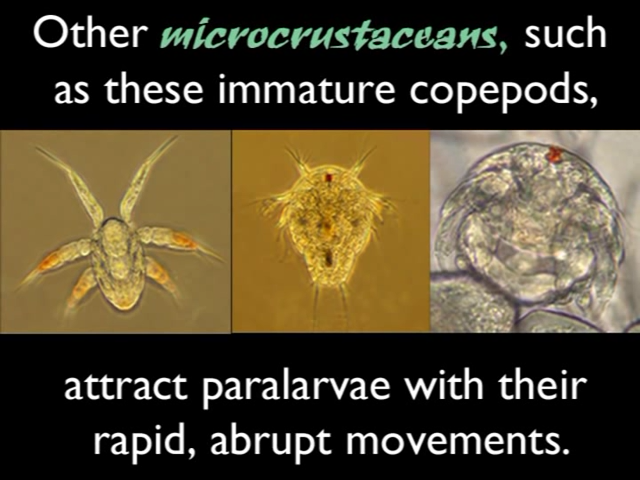 Other microcrustaceans, such
as these immature copepods,
attract paralarvae with their
rapid, abrupt movements.